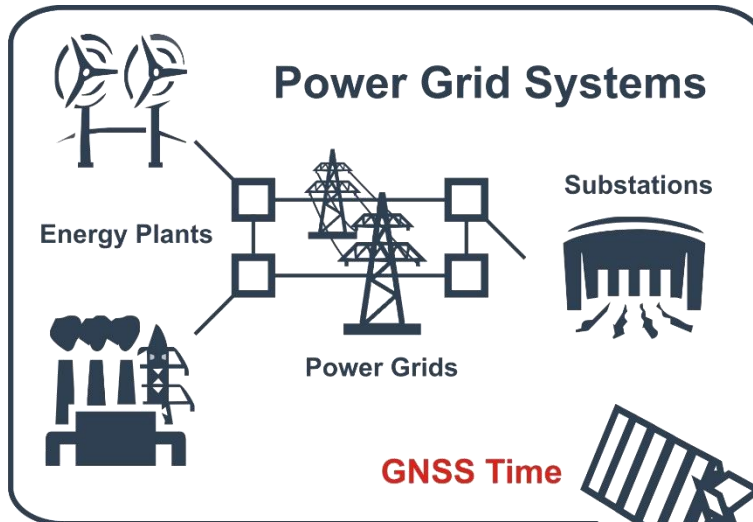 Power Grid Systems
Substations
Energy Plants
Power Grids
GNSS Time